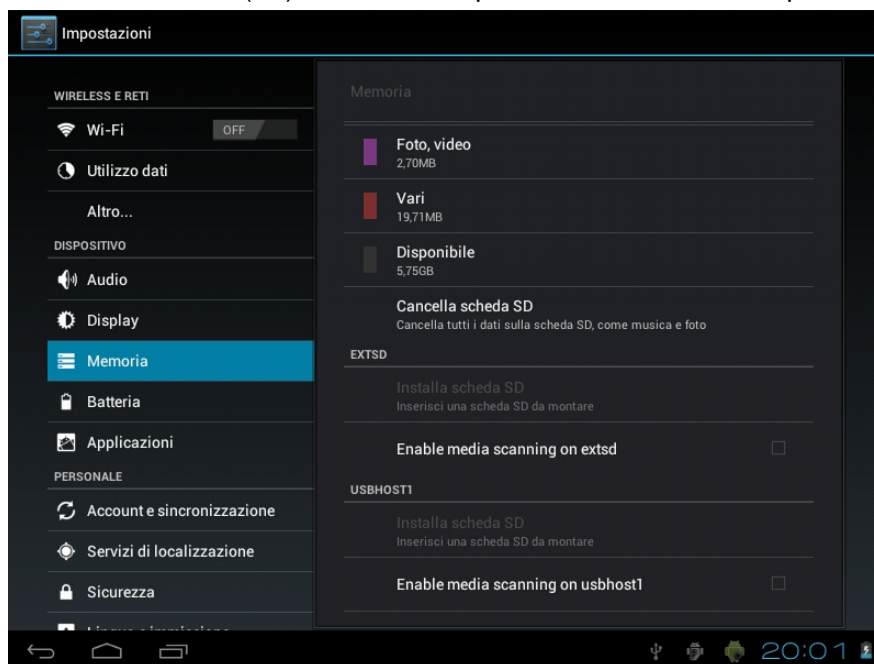 Impostazioni
WIRELESS E RETI
Wi-Fi OFF
Utilizzo dati
Altro...
DISPOSITIVO
Audio
Display
Memoria
Batteria
Applicazioni
PERSONALE
Account e sincronizzazione
Servizi di localizzazione
Sicurezza
Memoria
Foto, video
2,70MB
Vari
19,71MB
Disponibile
5,75GB
Cancella scheda SD
Cancella tutti i dati sulla scheda SD, come musica e foto
EXTSD
Installa scheda SD
Inserisci una scheda SD da montare
Enable media scanning on extsd
USBHOST1
Installa scheda SD
Inserisci una scheda SD da montare
Enable media scanning on usbhost1
20:01